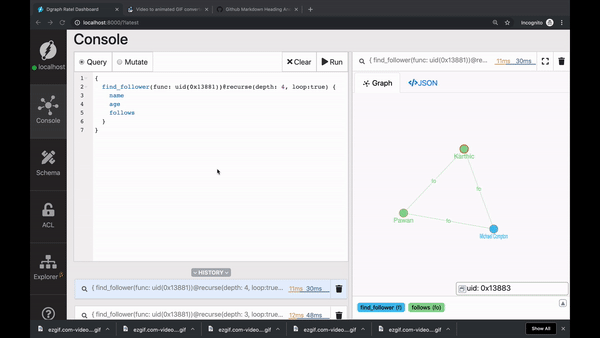 Dgraph Ratel Dashboard
Video to animated GIF conver
Github Markdown Heading An
localhost:8000/?latest
Incognito
localhost
Console
Schema
ACL
Explorer
Console
Query
Mutate
Clear
Run
1 {
2 find_follower(func: uid(0x13881))@recurse(depth: 4, loop:true) {
3 name
4 age
5 follows
6 }
7 }
HISTORY
{ find_follower(func: uid(0x13881))@recurse(depth: 4, loop:true... 11ms 30ms
{ find_follower(func: uid(0x13881))@recurse(depth: 3, loop:true... 12ms 48ms
{ find_follower(func: uid(0x13881))@re... 11ms 30ms
Graph
JSON
Karthic
fo
fo
Pawan
fo
Michael Compton
uid: 0x13883
find_follower (f)
follows (fo)
ezgif.com-video....gif
ezgif.com-video....gif
ezgif.com-video....gif
ezgif.com-video....gif
ezgif.com-video....gif
Show All